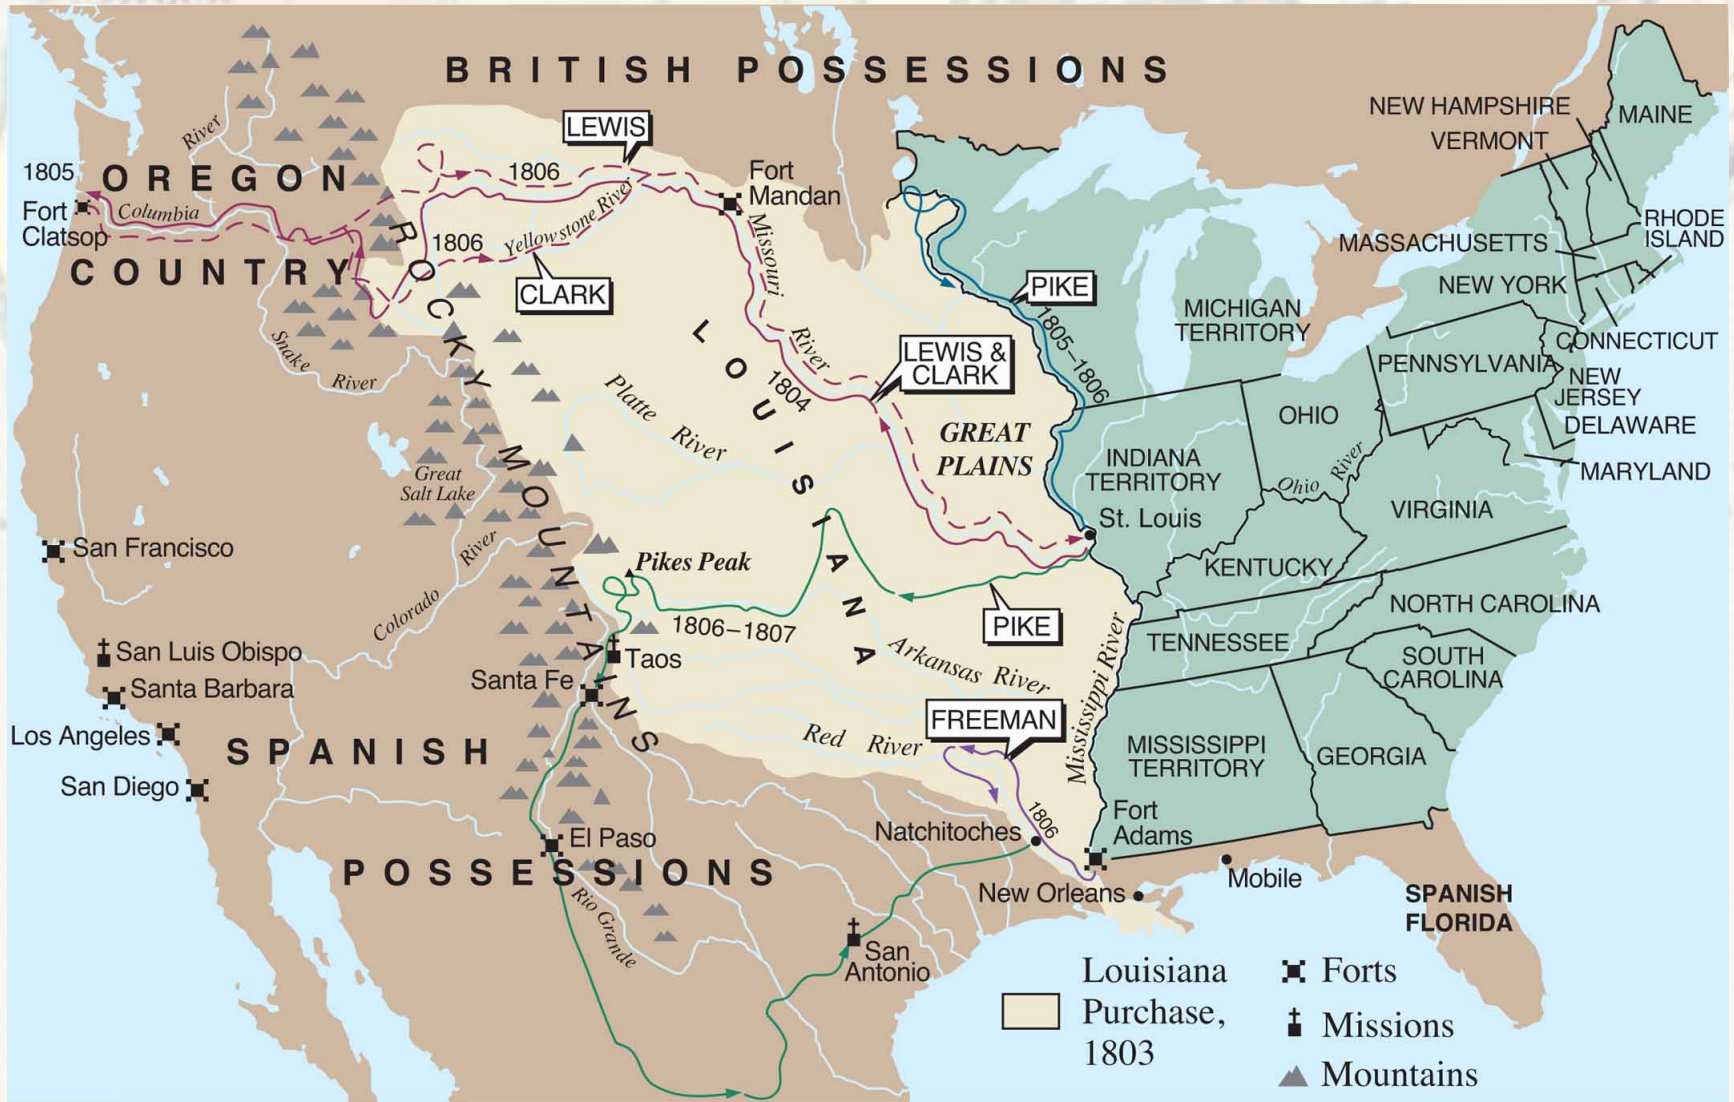 BRITISH POSSESSIONS
LEWIS
1806
Fort
Mandan
River
1805
OREGON
Fort
Clatsop
Columbia
COUNTRY
1806
Yellowstone River
CLARK
Missouri
River
1804
LEWIS &
CLARK
PIKE
1805–1806
ROCKY MOUNTAINS
LOUISIANA
Snake
River
Platte
River
GREAT
PLAINS
Great
Salt Lake
River
Colorado
San Francisco
San Luis Obispo
Santa Barbara
Los Angeles
San Diego
SPANISH
POSSESSIONS
Pikes Peak
1806–1807
PIKE
Taos
Santa Fe
Arkansas River
Red River
FREEMAN
1806
Mississippi River
El Paso
Rio Grande
Natchitoches
New Orleans
San
Antonio
Fort
Adams
Mobile
SPANISH
FLORIDA
St. Louis
NEW HAMPSHIRE
VERMONT
MAINE
MASSACHUSETTS
RHODE
ISLAND
NEW YORK
CONNECTICUT
MICHIGAN
TERRITORY
PENNSYLVANIA
NEW
JERSEY
DELAWARE
MARYLAND
OHIO
Ohio River
INDIANA
TERRITORY
VIRGINIA
KENTUCKY
NORTH CAROLINA
TENNESSEE
SOUTH
CAROLINA
MISSISSIPPI
TERRITORY
GEORGIA
Louisiana
Purchase,
1803
Forts
Missions
Mountains